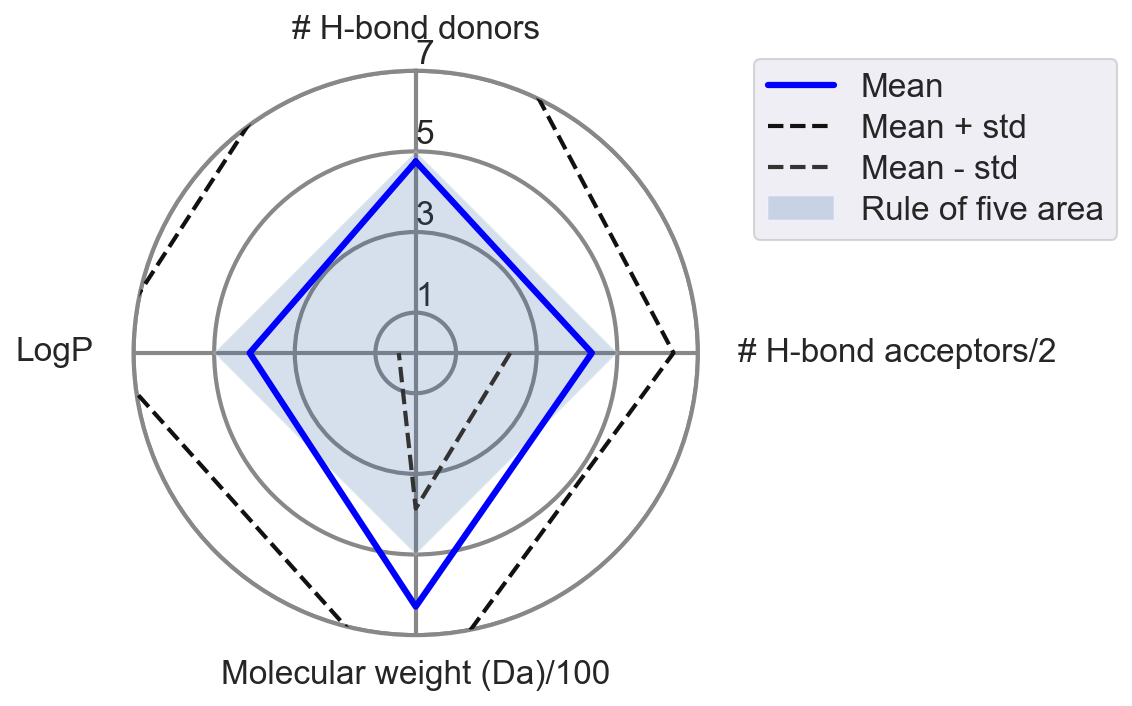 # H-bond donors
7
5
3
1
LogP
# H-bond acceptors/2
Molecular weight (Da)/100
Mean
Mean + std
Mean - std
Rule of five area